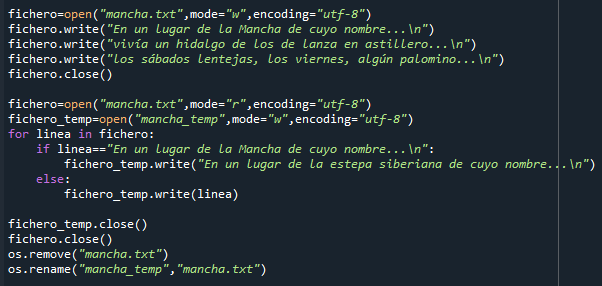 fichero=open("mancha.txt",mode="w",encoding="utf-8")
fichero.write("En un lugar de la Mancha de cuyo nombre...\n")
fichero.write("vivía un hidalgo de los de lanza en astillero...\n")
fichero.write("los sábados lentejas, los viernes, algún palomino...\n")
fichero.close()
fichero=open("mancha.txt",mode="r",encoding="utf-8")
fichero_temp=open("mancha_temp",mode="w",encoding="utf-8")
for linea in fichero:
    if linea=="En un lugar de la Mancha de cuyo nombre...\n":
        fichero_temp.write("En un lugar de la estepa siberiana de cuyo nombre...\n")
    else:
        fichero_temp.write(linea)
fichero_temp.close()
fichero.close()
os.remove("mancha.txt")
os.rename("mancha_temp","mancha.txt")